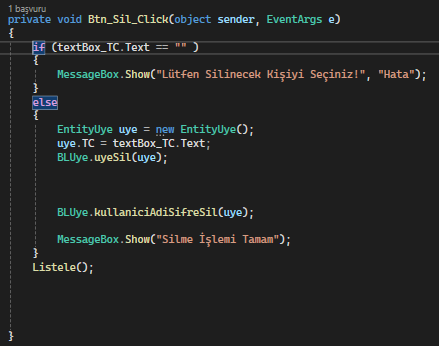 1 başvuru
private void Btn_Sil_Click(object sender, EventArgs e)
{
if (textBox_TC.Text == "" )
{
MessageBox.Show("Lütfen Silinecek Kişiyi Seçiniz!", "Hata");
}
else
{
EntityUye uye = new EntityUye();
uye.TC = textBox_TC.Text;
BLUye.uyeSil(uye);
BLUye.kullaniciAdiSifreSil(uye);
MessageBox.Show("Silme İşlemi Tamam");
}
Listele();
}